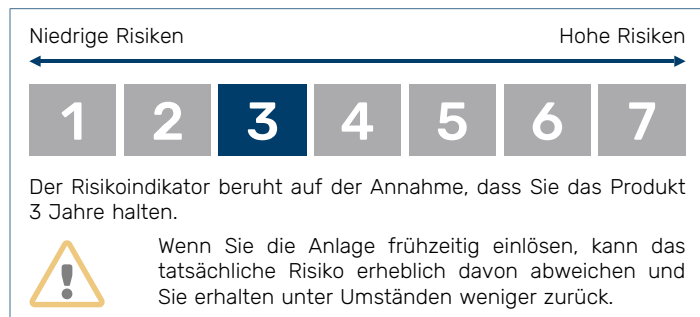 Niedrige Risiken Hohe Risiken
1 2 3 4 5 6 7
Der Risikoindikator beruht auf der Annahme, dass Sie das Produkt
3 Jahre halten.
Wenn Sie die Anlage frühzeitig einlösen, kann das
tatsächliche Risiko erheblich davon abweichen und
Sie erhalten unter Umständen weniger zurück.